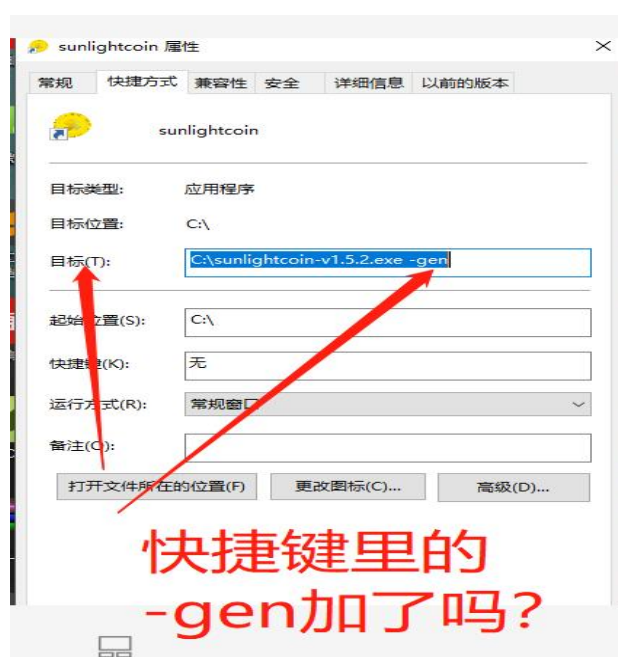 sunlightcoin 属性
常规 快捷方式 兼容性 安全 详细信息 以前的版本
sunlightcoin
目标类型: 应用程序
目标位置: C:\
目标(T): C:\sunlightcoin-v1.5.2.exe -gen
起始位置(S): C:\
快捷键(K): 无
运行方式(R): 常规窗口
备注(O):
打开文件所在的位置(F) 更改图标(C)... 高级(D)...
快捷键里的
-gen加了吗?